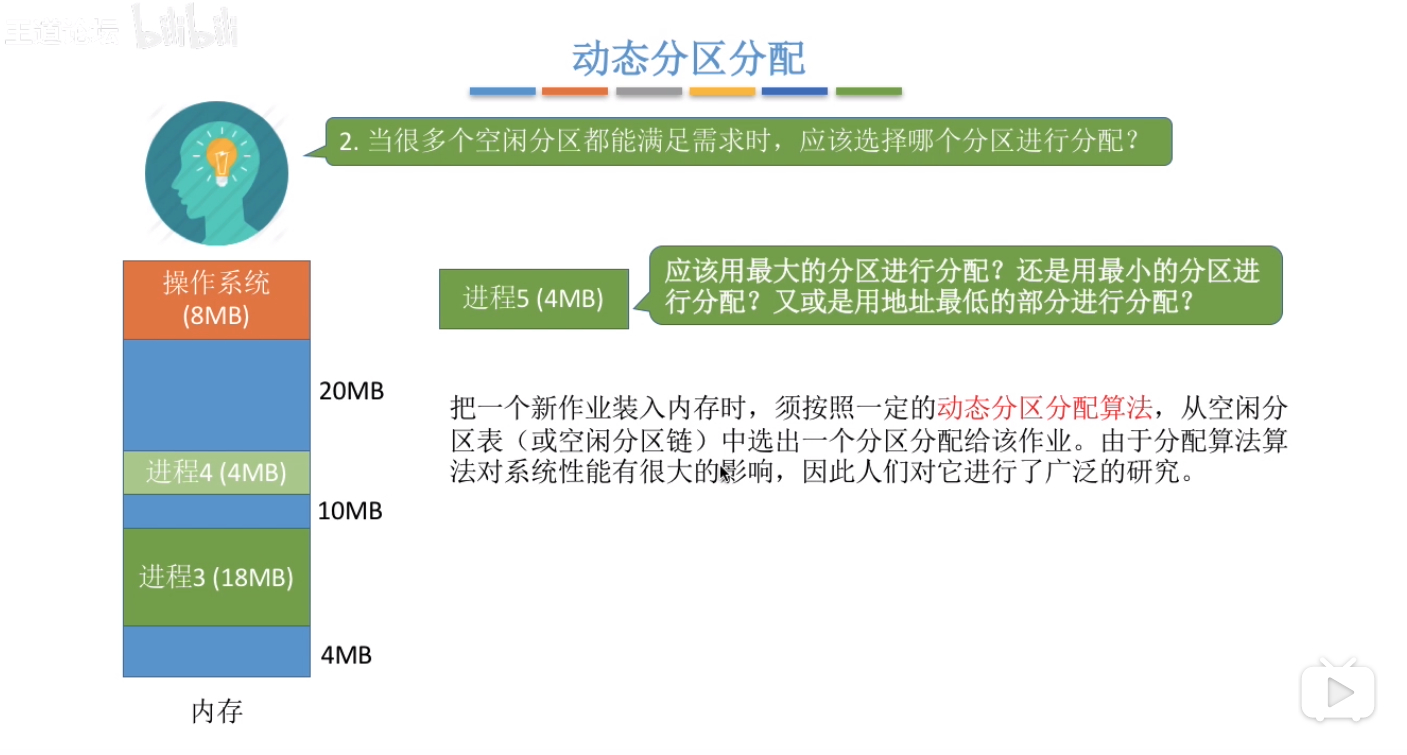 王道论坛 bilibili
动态分区分配
2. 当很多个空闲分区都能满足需求时，应该选择哪个分区进行分配？
操作系统
(8MB)
20MB
进程4 (4MB)
10MB
进程3 (18MB)
4MB
内存
进程5 (4MB)
应该用最大的分区进行分配？还是用最小的分区进
行分配？又或是用地址最低的部分进行分配？
把一个新作业装入内存时，须按照一定的动态分区分配算法，从空闲分
区表（或空闲分区链）中选出一个分区分配给该作业。由于分配算法算
法对系统性能有很大的影响，因此人们对它进行了广泛的研究。